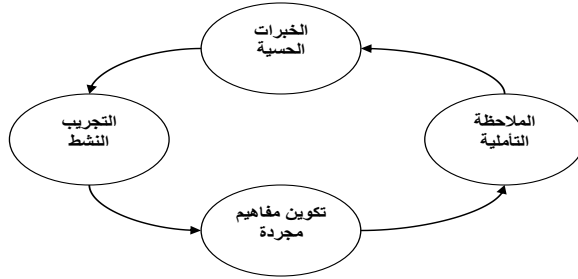 الخبرات
الحسية
الملاحظة
التأملية
التجريب
النشط
تكوين مفاهيم
مجردة